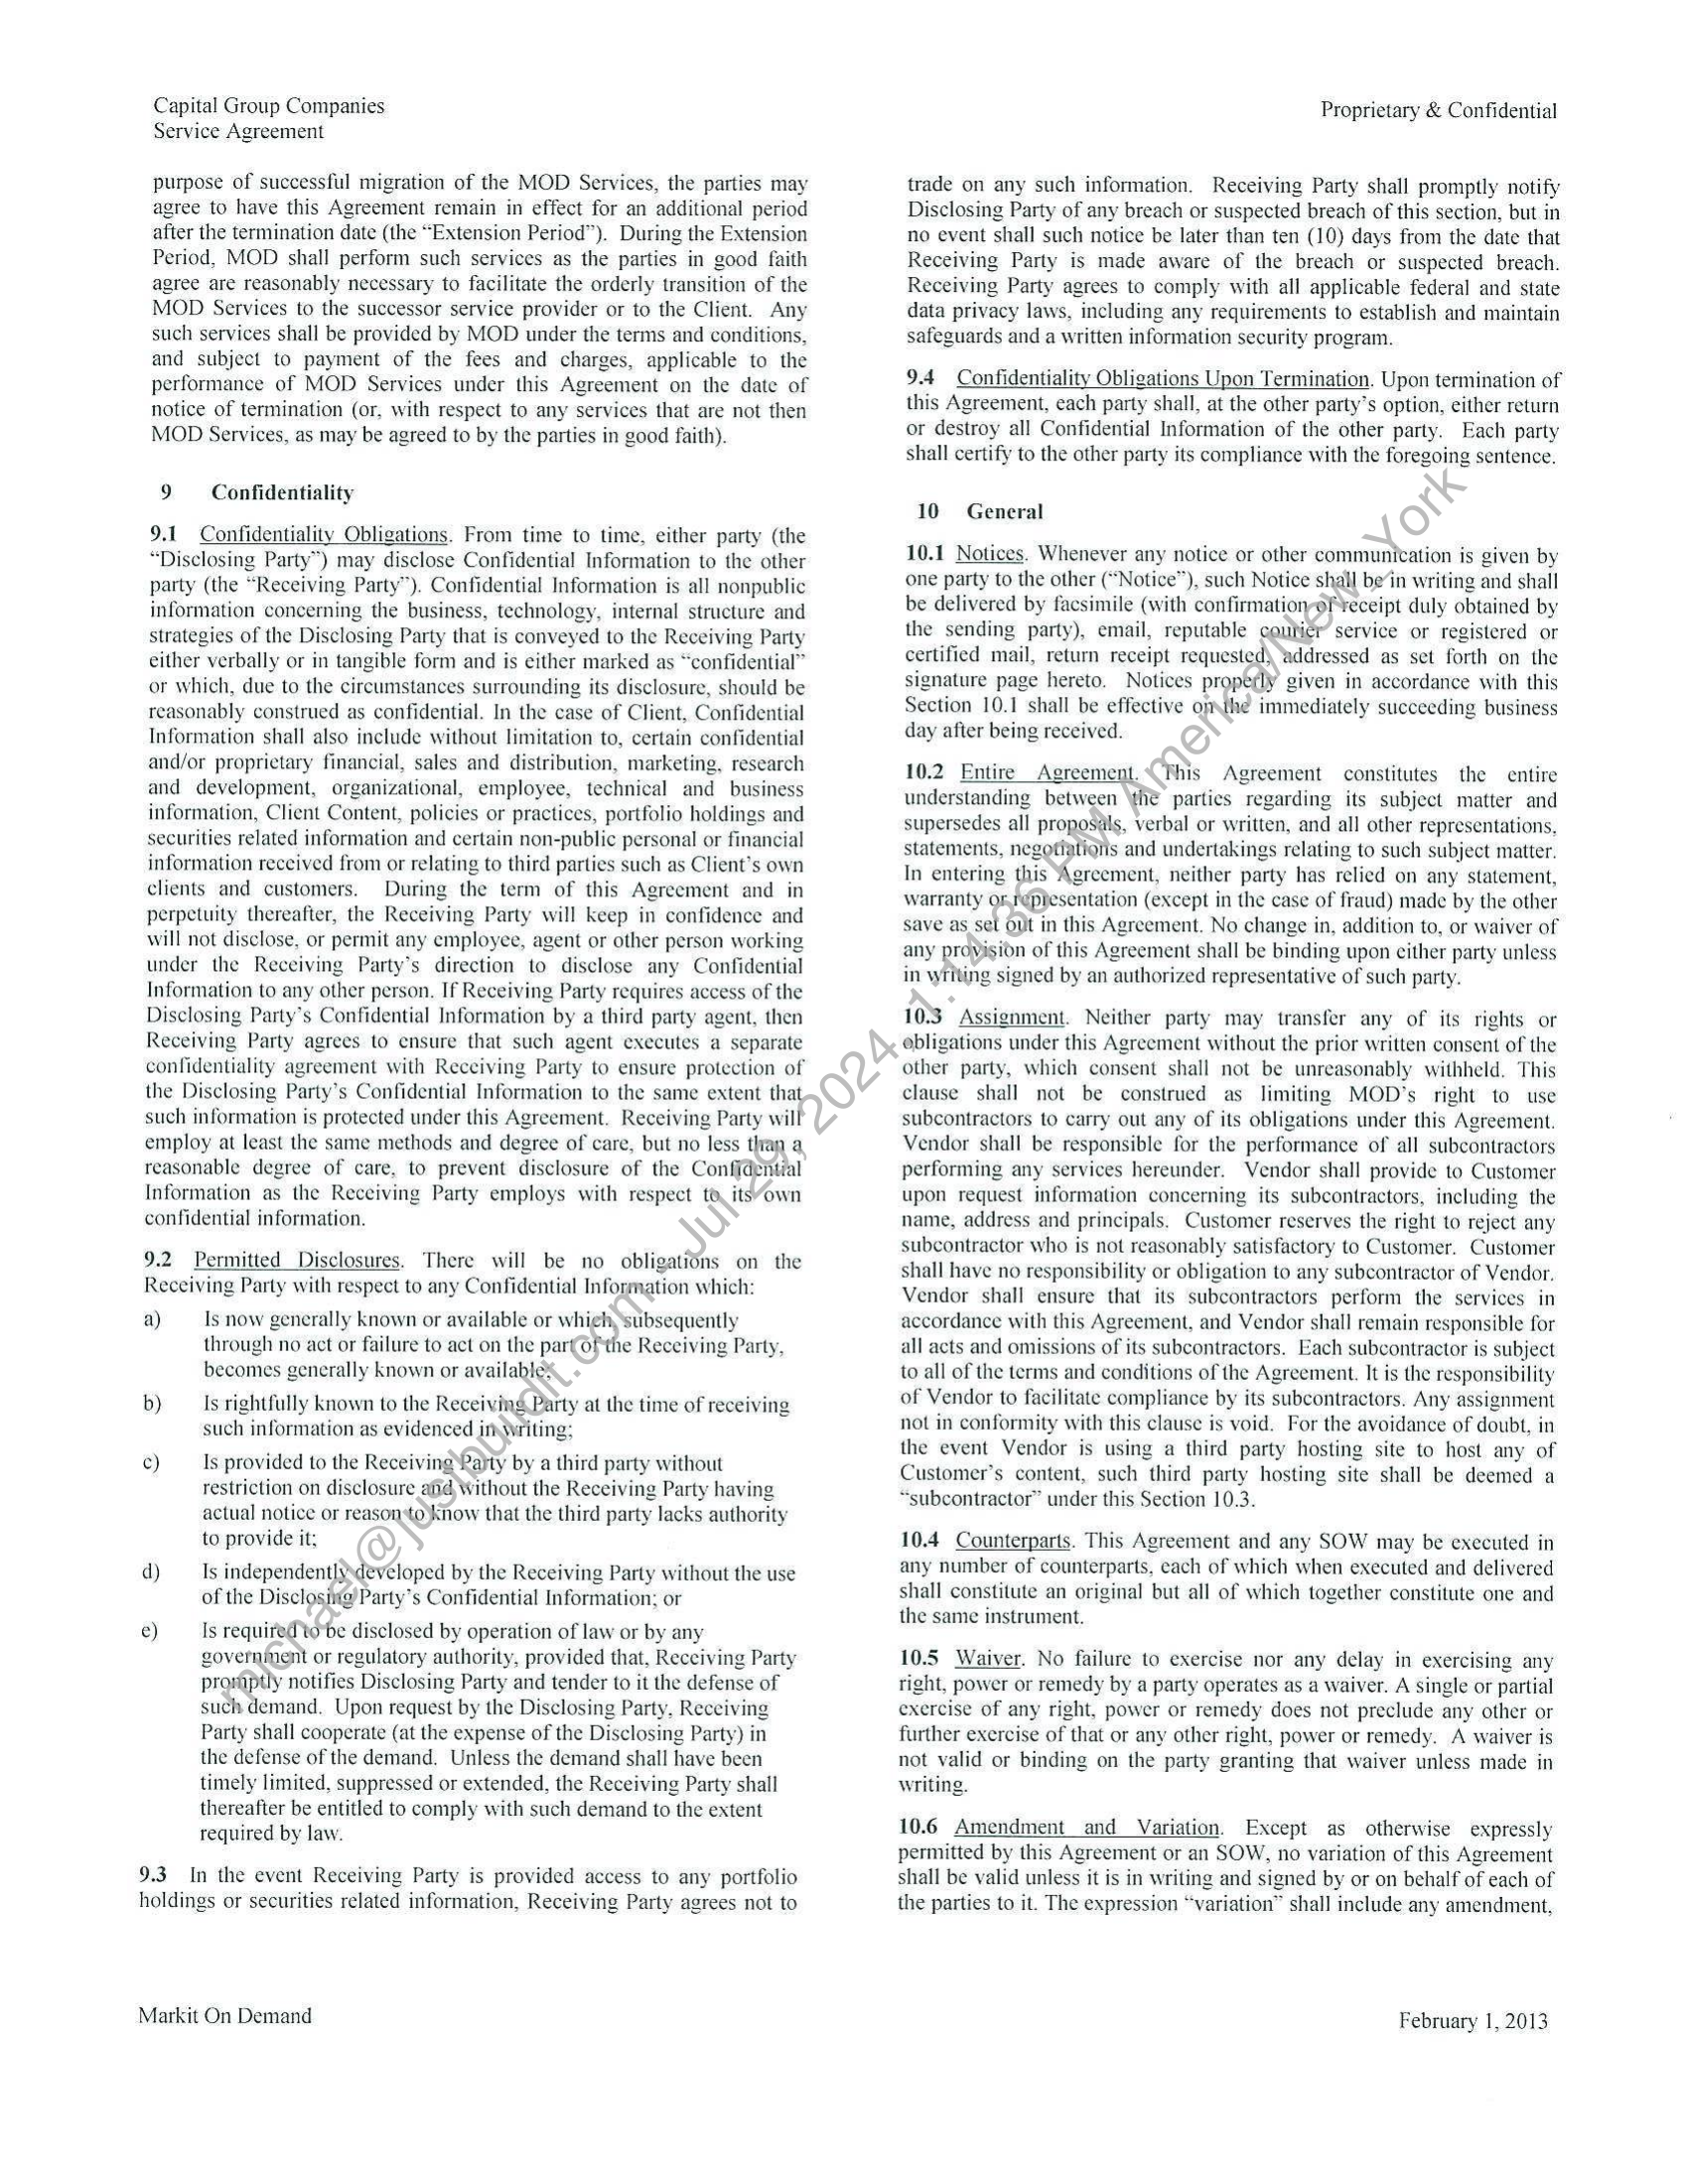 Capital Group Companies
Service Agreement
Proprietary & Confidential
purpose of successful migration of the MOD Services, the parties may
agree to have this Agreement remain in effect for an additional period
after the termination date (the “Extension Period”). During the Extension
Period, MOD shall perform such services as the parties in good faith
agree are reasonably necessary to facilitate the orderly transition of the
MOD Services to the successor service provider or to the Client. Any
such services shall be provided by MOD under the terms and conditions,
and subject to payment of the fees and charges, applicable to the
performance of MOD Services under this Agreement on the date of
notice of termination (or, with respect to any services that are not then
MOD Services, as may be agreed to by the parties in good faith).
9 Confidentiality
9.1 Confidentiality Obligations. From time to time, either party (the
“Disclosing Party”) may disclose Confidential Information to the other
party (the “Receiving Party”). Confidential Information is all nonpublic
information concerning the business, technology, internal structure and
strategies of the Disclosing Party that is conveyed to the Receiving Party
either verbally or in tangible form and is either marked as “confidential”
or which, due to the circumstances surrounding its disclosure, should be
reasonably construed as confidential. In the case of Client, Confidential
Information shall also include without limitation to, certain confidential
and/or proprietary financial, sales and distribution, marketing, research
and development, organizational, employee, technical and business
information, Client Content, policies or practices, portfolio holdings and
securities related information and certain non-public personal or financial
information received from or relating to third parties such as Client’s own
clients and customers. During the term of this Agreement and in
perpetuity thereafter, the Receiving Party will keep in confidence and
will not disclose, or permit any employee, agent or other person working
under the Receiving Party’s direction to disclose any Confidential
Information to any other person. If Receiving Party requires access of the
Disclosing Party’s Confidential Information by a third party agent, then
Receiving Party agrees to ensure that such agent executes a separate
confidentiality agreement with Receiving Party to ensure protection of
the Disclosing Party’s Confidential Information to the same extent that
such information is protected under this Agreement. Receiving Party will
employ at least the same methods and degree of care, but no less than a
reasonable degree of care, to prevent disclosure of the Confidential
Information as the Receiving Party employs with respect to its own
confidential information.
9.2 Permitted Disclosures. There will be no obligations on the
Receiving Party with respect to any Confidential Information which:
a) Is now generally known or available or which, subsequently
through no act or failure to act on the part of the Receiving Party,
becomes generally known or available;
b) Is rightfully known to the Receiving Party at the time of receiving
such information as evidenced in writing;
c) Is provided to the Receiving Party by a third party without
restriction on disclosure and without the Receiving Party having
actual notice or reason to know that the third party lacks authority
to provide it;
d) Is independently developed by the Receiving Party without the use
of the Disclosing Party’s Confidential Information; or
e) Is required to be disclosed by operation of law or by any
government or regulatory authority, provided that, Receiving Party
promptly notifies Disclosing Party and tender to it the defense of
such demand. Upon request by the Disclosing Party, Receiving
Party shall cooperate (at the expense of the Disclosing Party) in
the defense of the demand. Unless the demand shall have been
timely limited, suppressed or extended, the Receiving Party shall
thereafter be entitled to comply with such demand to the extent
required by law.
9.3 In the event Receiving Party is provided access to any portfolio
holdings or securities related information, Receiving Party agrees not to
trade on any such information. Receiving Party shall promptly notify
Disclosing Party of any breach or suspected breach of this section, but in
no event shall such notice be later than ten (10) days from the date that
Receiving Party is made aware of the breach or suspected breach.
Receiving Party agrees to comply with all applicable federal and state
data privacy laws, including any requirements to establish and maintain
safeguards and a written information security program.
9.4 Confidentiality Obligations Upon Termination. Upon termination of
this Agreement, each party shall, at the other party’s option, either return
or destroy all Confidential Information of the other party. Each party
shall certify to the other party its compliance with the foregoing sentence.
10 General
10.1 Notices. Whenever any notice or other communication is given by
one party to the other (“Notice”), such Notice shall be in writing and shall
be delivered by facsimile (with confirmation of receipt duly obtained by
the sending party), email, reputable courier service or registered or
certified mail, return receipt requested, addressed as set forth on the
signature page hereto. Notices properly given in accordance with this
Section 10.1 shall be effective on the immediately succeeding business
day after being received.
10.2 Entire Agreement. This Agreement constitutes the entire
understanding between the parties regarding its subject matter and
supersedes all proposals, verbal or written, and all other representations,
statements, negotiations and undertakings relating to such subject matter.
In entering this Agreement, neither party has relied on any statement,
warranty or representation (except in the case of fraud) made by the other
save as set out in this Agreement. No change in, addition to, or waiver of
any provision of this Agreement shall be binding upon either party unless
in writing signed by an authorized representative of such party.
10.3 Assignment. Neither party may transfer any of its rights or
obligations under this Agreement without the prior written consent of the
other party, which consent shall not be unreasonably withheld. This
clause shall not be construed as limiting MOD’s right to use
subcontractors to carry out any of its obligations under this Agreement.
Vendor shall be responsible for the performance of all subcontractors
performing any services hereunder. Vendor shall provide to Customer
upon request information concerning its subcontractors, including the
name, address and principals. Customer reserves the right to reject any
subcontractor who is not reasonably satisfactory to Customer. Customer
shall have no responsibility or obligation to any subcontractor of Vendor.
Vendor shall ensure that its subcontractors perform the services in
accordance with this Agreement, and Vendor shall remain responsible for
all acts and omissions of its subcontractors. Each subcontractor is subject
to all of the terms and conditions of the Agreement. It is the responsibility
of Vendor to facilitate compliance by its subcontractors. Any assignment
not in conformity with this clause is void. For the avoidance of doubt, in
the event Vendor is using a third party hosting site to host any of
Customer’s content, such third party hosting site shall be deemed a
“subcontractor” under this Section 10.3.
10.4 Counterparts. This Agreement and any SOW may be executed in
any number of counterparts, each of which when executed and delivered
shall constitute an original but all of which together constitute one and
the same instrument.
10.5 Waiver. No failure to exercise nor any delay in exercising any
right, power or remedy by a party operates as a waiver. A single or partial
exercise of any right, power or remedy does not preclude any other or
further exercise of that or any other right, power or remedy. A waiver is
not valid or binding on the party granting that waiver unless made in
writing.
10.6 Amendment and Variation. Except as otherwise expressly
permitted by this Agreement or an SOW, no variation of this Agreement
shall be valid unless it is in writing and signed by or on behalf of each of
the parties to it. The expression “variation” shall include any amendment,
Markit On Demand
February 1, 2013
michael@justbuildit.com - Jul 29, 2024, 1:14:36 PM America/New_York